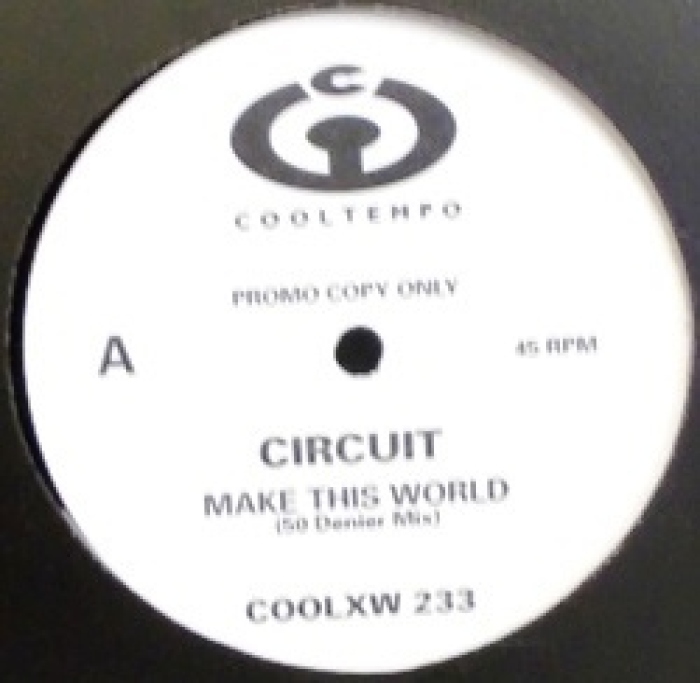 C
COOLTEMPO
PROMO COPY ONLY
A
45 RPM
CIRCUIT
MAKE THIS WORLD
(50 Denier Mix)
COOLXW 233